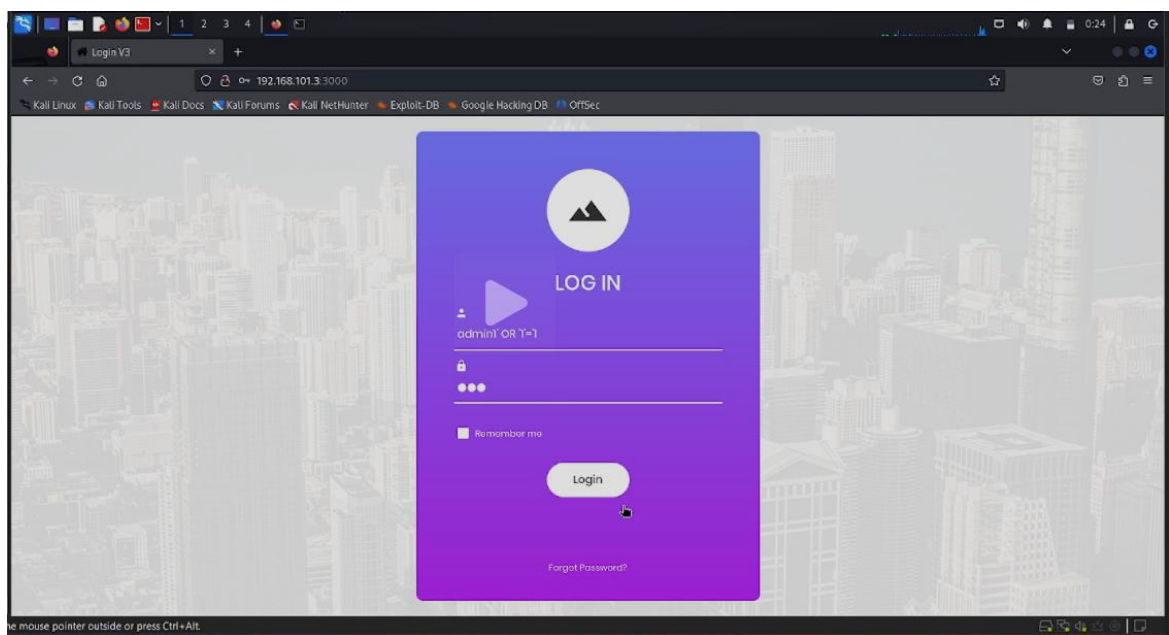 1 2 3 4
0:24
Login V3
192.168.101.3:3000
Kali Linux Kali Tools Kali Docs Kali Forums Kali NetHunter Exploit-DB Google Hacking DB OffSec
LOG IN
admin1' OR '1'='1
Remember me
Login
Forgot Password?
he mouse pointer outside or press Ctrl+Alt.